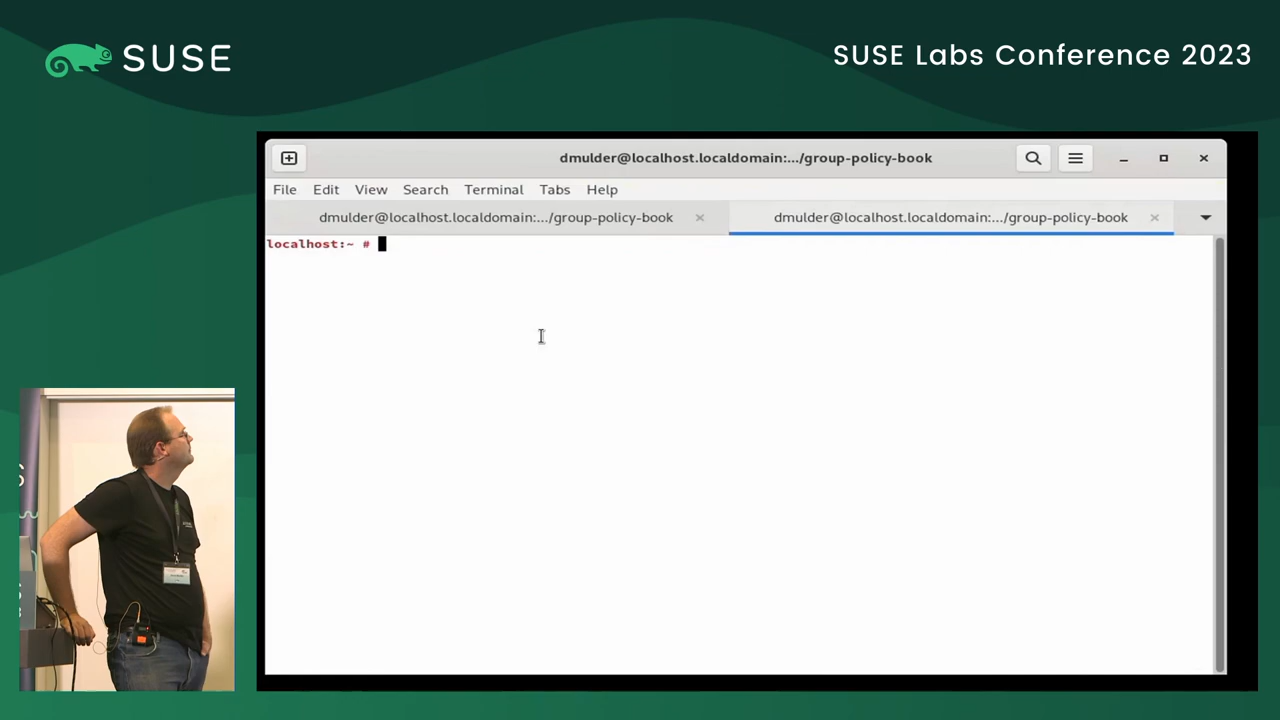 SUSE
SUSE Labs Conference 2023
dmulder@localhost.localdomain:.../group-policy-book
File Edit View Search Terminal Tabs Help
dmulder@localhost.localdomain:.../group-policy-book
dmulder@localhost.localdomain:.../group-policy-book
localhost:~ #